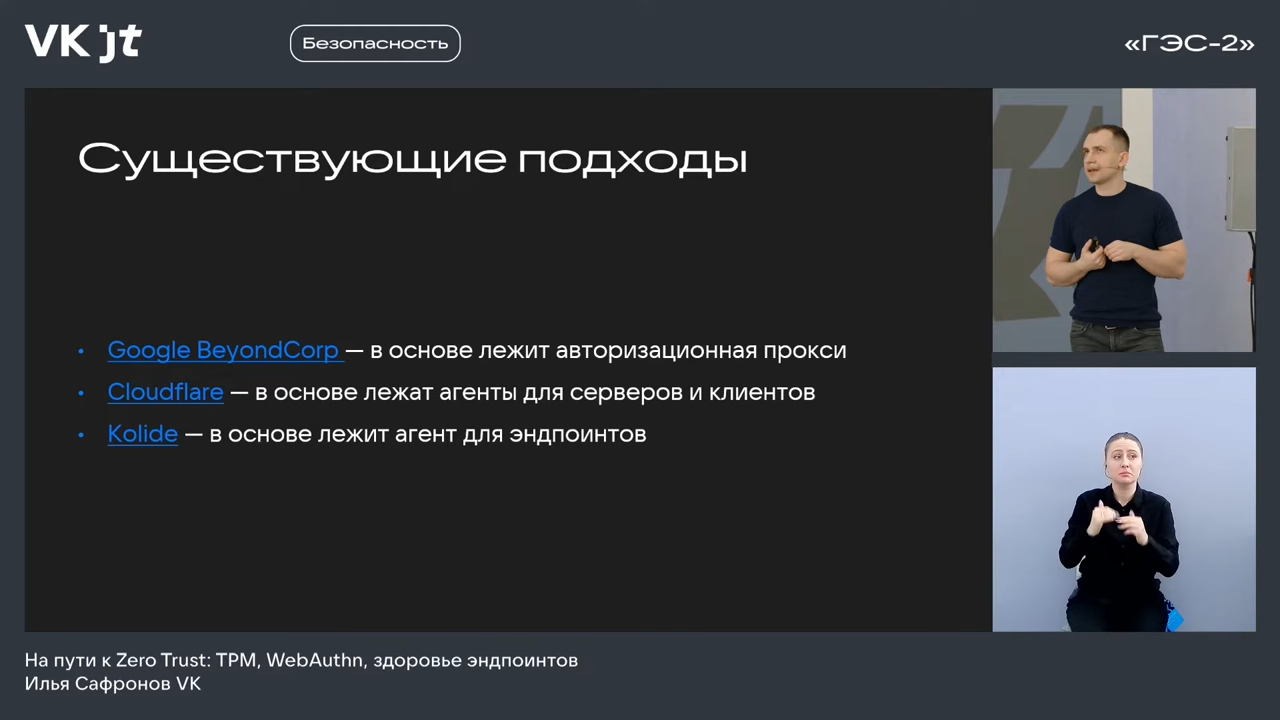 VK jt
Безопасность
«ГЭС-2»
Существующие подходы
• Google BeyondCorp — в основе лежит авторизационная прокси
• Cloudflare — в основе лежат агенты для серверов и клиентов
• Kolide — в основе лежит агент для эндпоинтов
На пути к Zero Trust: TPM, WebAuthn, здоровье эндпоинтов
Илья Сафронов VK